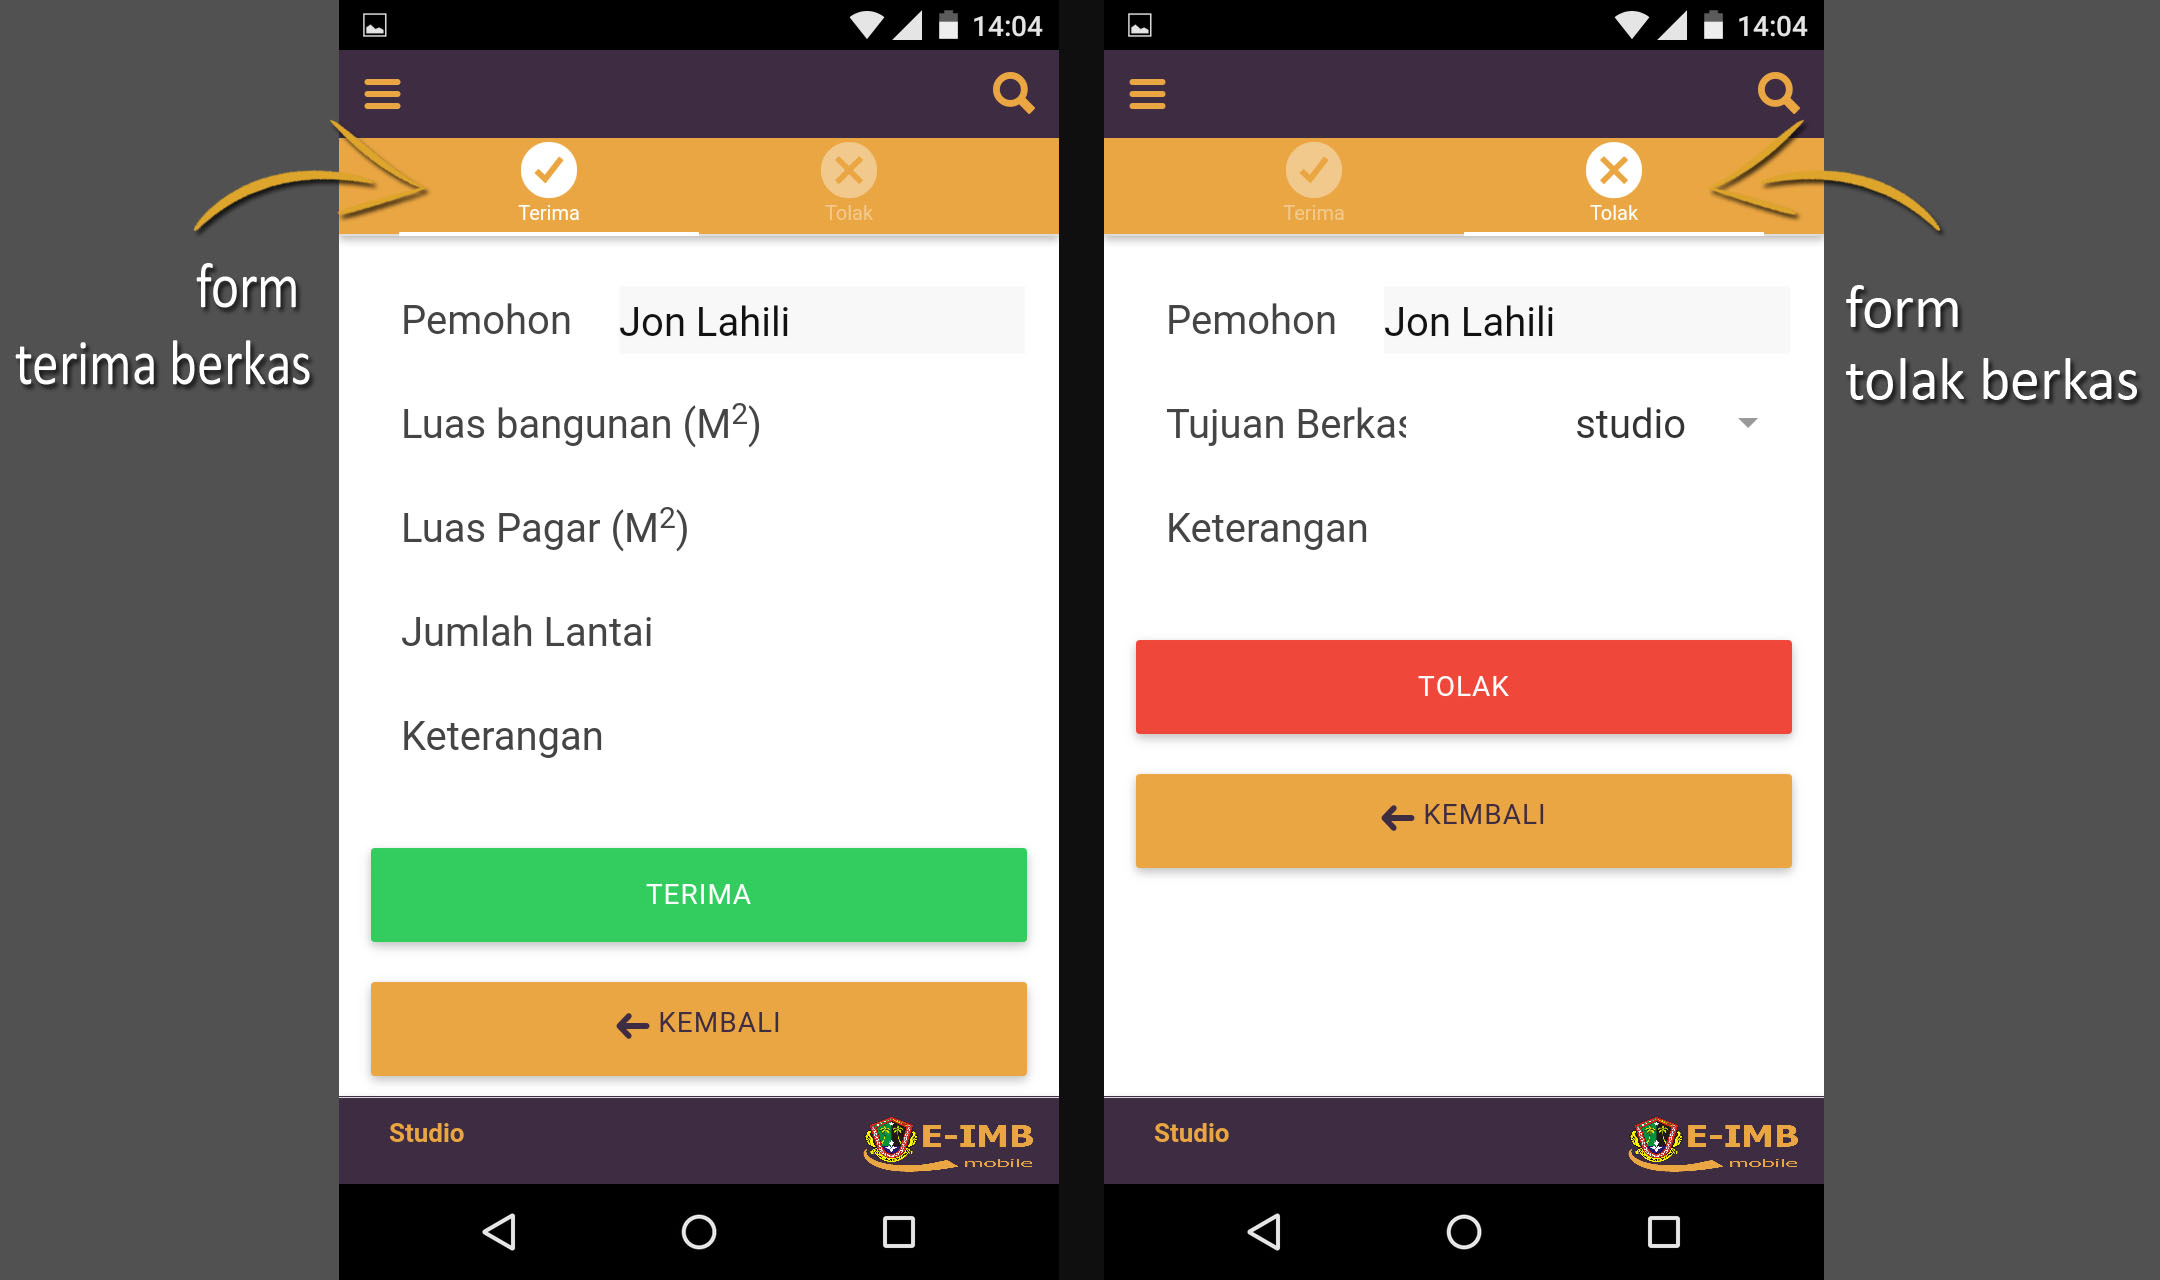 14:04
Terima
Tolak
form
terima berkas
Pemohon Jon Lahili
Luas bangunan (M²)
Luas Pagar (M²)
Jumlah Lantai
Keterangan
TERIMA
KEMBALI
Studio
E-IMB
mobile
14:04
Terima
Tolak
form
tolak berkas
Pemohon Jon Lahili
Tujuan Berkas studio
Keterangan
TOLAK
KEMBALI
Studio
E-IMB
mobile